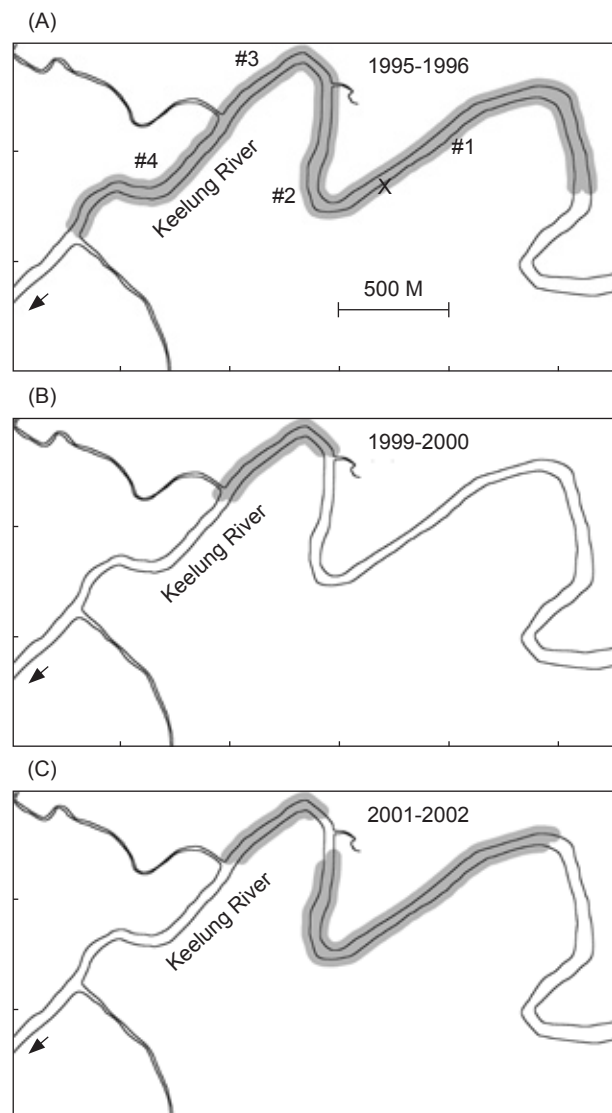 (A)
#3
1995-1996
#1
#4
#2
X
Keelung River
500 M
(B)
1999-2000
Keelung River
(C)
2001-2002
Keelung River